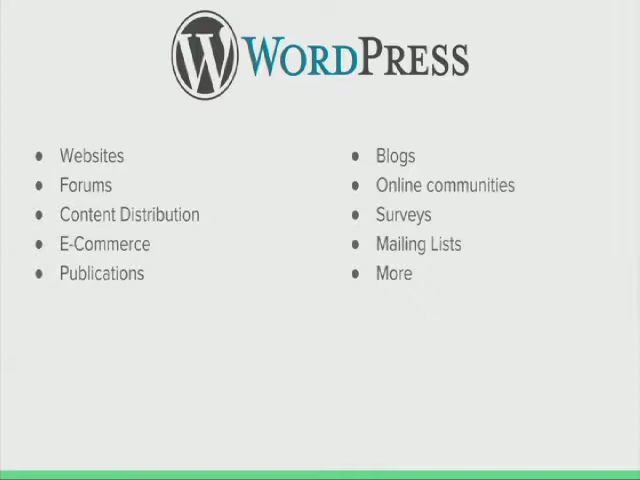 WORDPRESS
Websites
Forums
Content Distribution
E-Commerce
Publications
Blogs
Online communities
Surveys
Mailing Lists
More